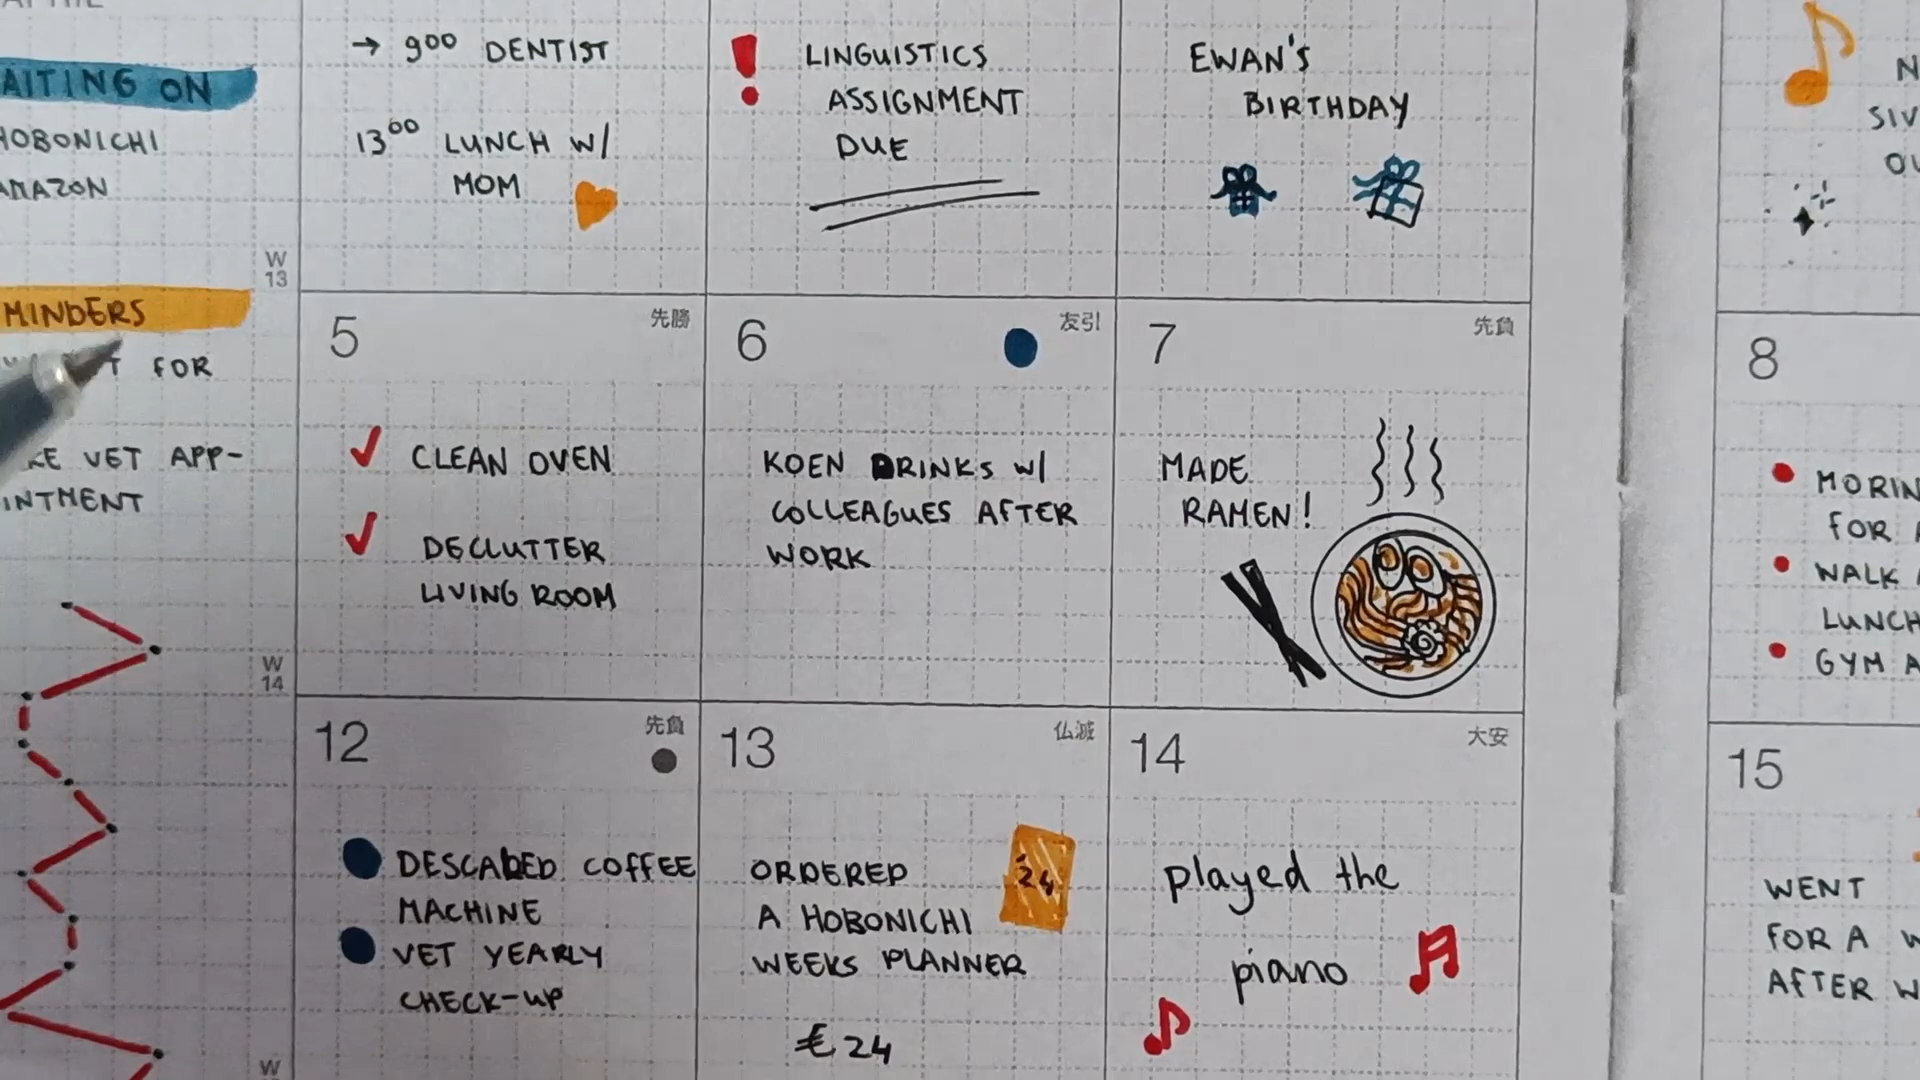 AITING ON
HOBONICHI
AMAZON
MINDERS
FOR
VET APP-
INTMENT
W
13
W
14
W
→ 9⁰⁰ DENTIST
13⁰⁰ LUNCH W/
MOM
! LINGUISTICS
ASSIGNMENT
DUE
EWAN'S
BIRTHDAY
5 先勝
✓ CLEAN OVEN
✓ DECLUTTER
LIVING ROOM
6 友引
KOEN DRINKS W/
COLLEAGUES AFTER
WORK
7 先負
MADE
RAMEN!
8
MORIN
FOR A
WALK
LUNCH
GYM A
12 先負
DESCALED COFFEE
MACHINE
VET YEARLY
CHECK-UP
13 仏滅
ORDERED
24
A HOBONICHI
WEEKS PLANNER
€24
14 大安
played the
piano
15
WENT
FOR A W
AFTER W
N
SIV
OU